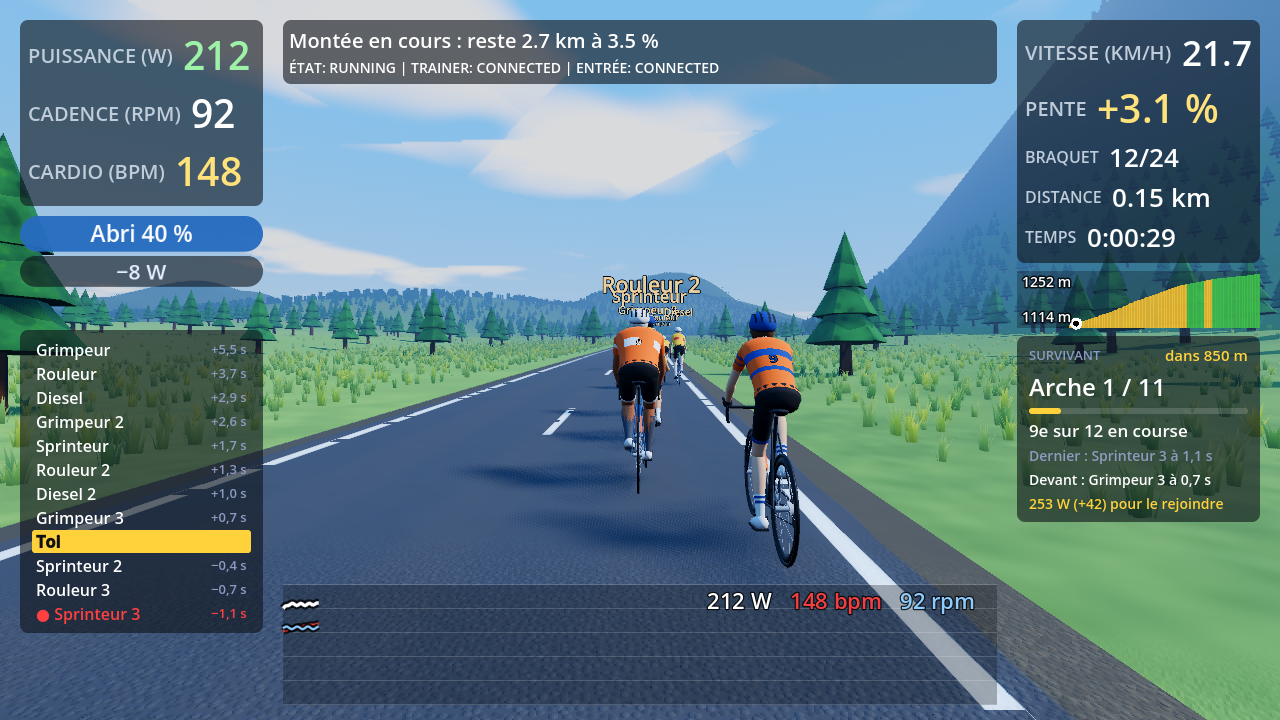 PUISSANCE (W) 212
CADENCE (RPM) 92
CARDIO (BPM) 148
Abri 40 %
−8 W
Montée en cours : reste 2.7 km à 3.5 %
ÉTAT: RUNNING | TRAINER: CONNECTED | ENTRÉE: CONNECTED
VITESSE (KM/H) 21.7
PENTE +3.1 %
BRAQUET 12/24
DISTANCE 0.15 km
TEMPS 0:00:29
1252 m
1114 m
SURVIVANT dans 850 m
Arche 1 / 11
9e sur 12 en course
Dernier : Sprinteur 3 à 1,1 s
Devant : Grimpeur 3 à 0,7 s
253 W (+42) pour le rejoindre
Rouleur 2
Sprinteur
Grimpeur +5,5 s
Rouleur +3,7 s
Diesel +2,9 s
Grimpeur 2 +2,6 s
Sprinteur +1,7 s
Rouleur 2 +1,3 s
Diesel 2 +1,0 s
Grimpeur 3 +0,7 s
Toi
Sprinteur 2 −0,4 s
Rouleur 3 −0,7 s
Sprinteur 3 −1,1 s
212 W 148 bpm 92 rpm